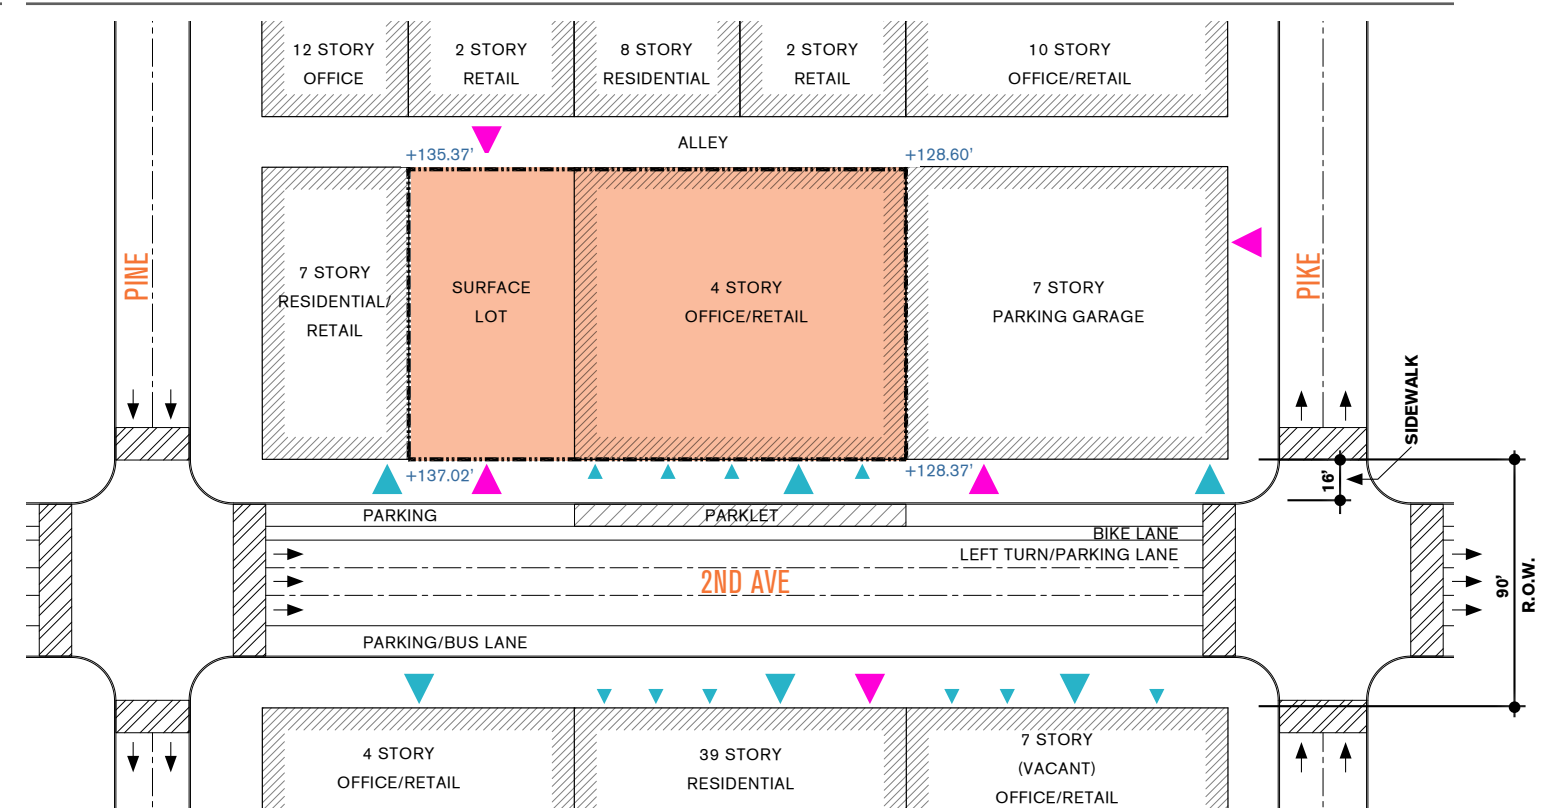 12 STORY
OFFICE
2 STORY
RETAIL
8 STORY
RESIDENTIAL
2 STORY
RETAIL
10 STORY
OFFICE/RETAIL
ALLEY
+135.37'
+128.60'
PINE
7 STORY
RESIDENTIAL/
RETAIL
SURFACE
LOT
4 STORY
OFFICE/RETAIL
7 STORY
PARKING GARAGE
PIKE
SIDEWALK
16'
+137.02'
+128.37'
PARKING
PARKLET
BIKE LANE
LEFT TURN/PARKING LANE
2ND AVE
PARKING/BUS LANE
90'
R.O.W.
4 STORY
OFFICE/RETAIL
39 STORY
RESIDENTIAL
7 STORY
(VACANT)
OFFICE/RETAIL